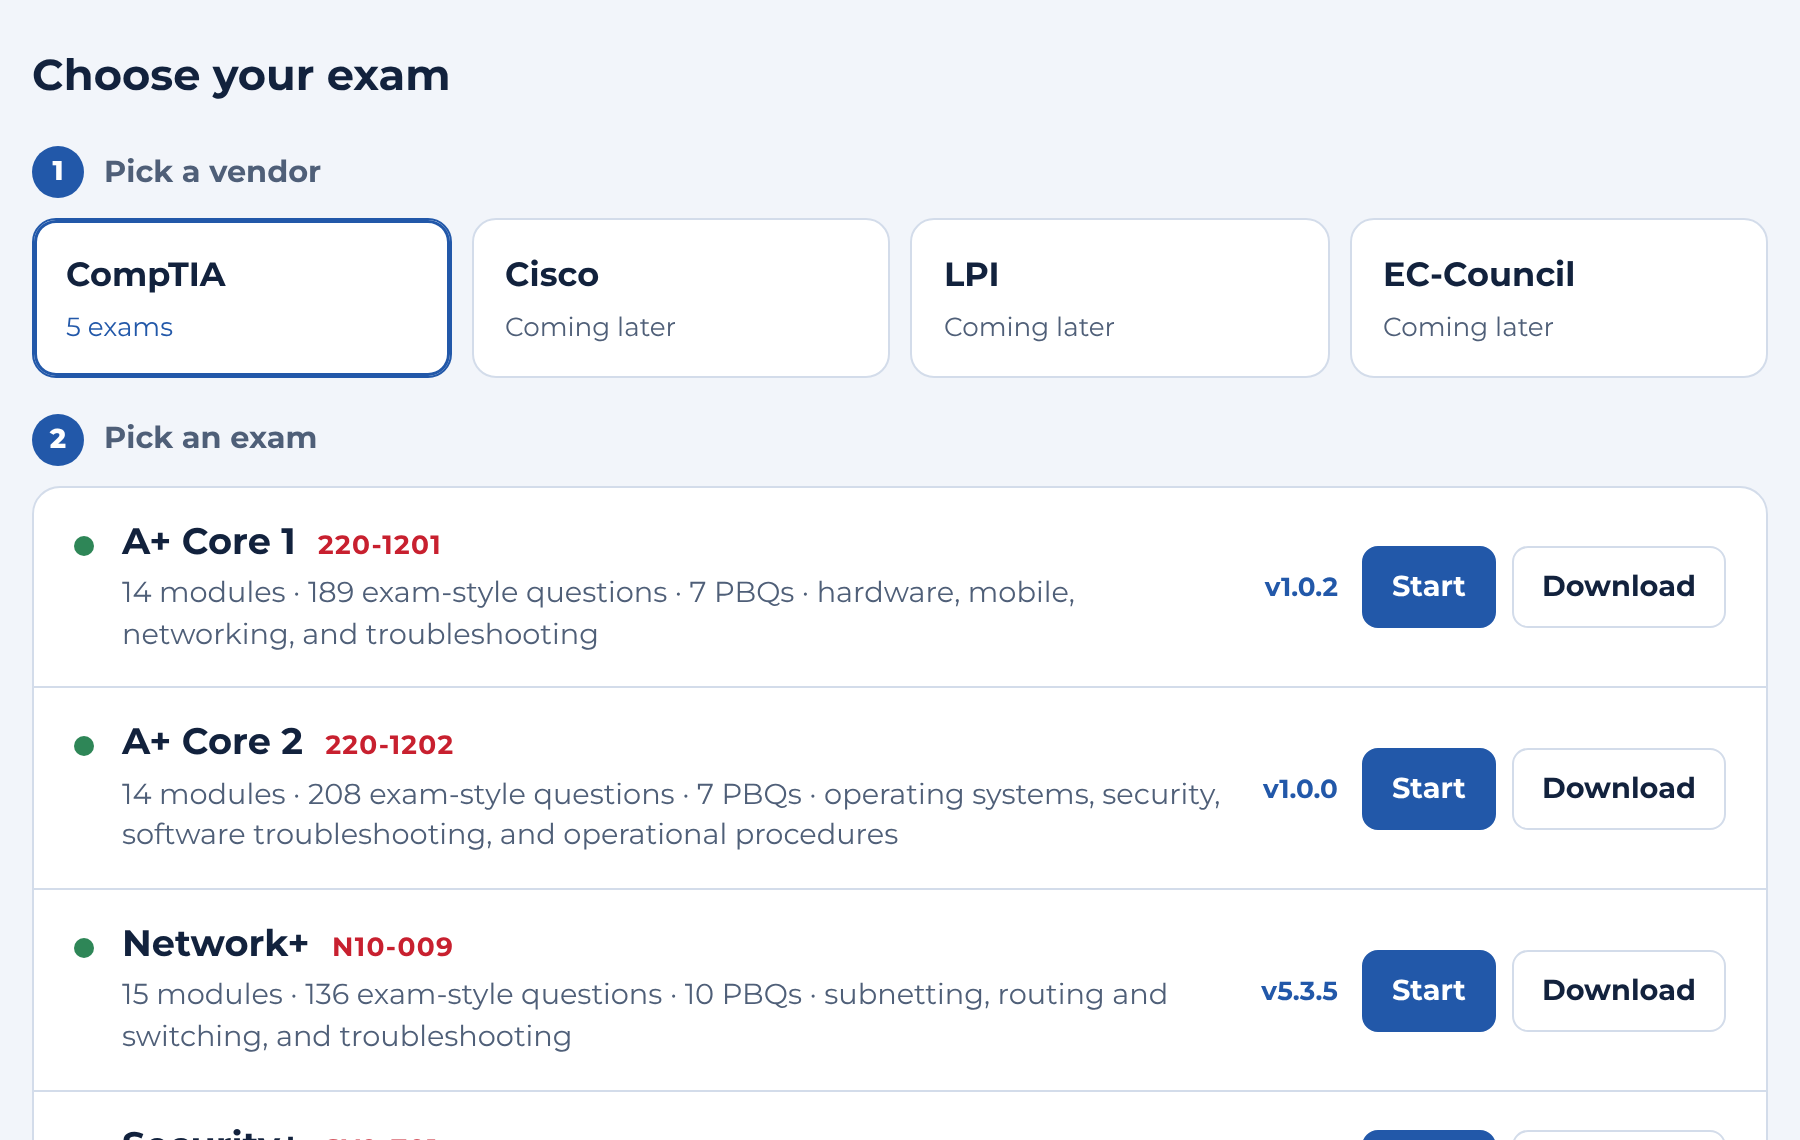 Choose your exam
1 Pick a vendor
CompTIA
5 exams
Cisco
Coming later
LPI
Coming later
EC-Council
Coming later
2 Pick an exam
A+ Core 1 220-1201
14 modules · 189 exam-style questions · 7 PBQs · hardware, mobile,
networking, and troubleshooting
v1.0.2 Start Download
A+ Core 2 220-1202
14 modules · 208 exam-style questions · 7 PBQs · operating systems, security,
software troubleshooting, and operational procedures
v1.0.0 Start Download
Network+ N10-009
15 modules · 136 exam-style questions · 10 PBQs · subnetting, routing and
switching, and troubleshooting
v5.3.5 Start Download
Security+